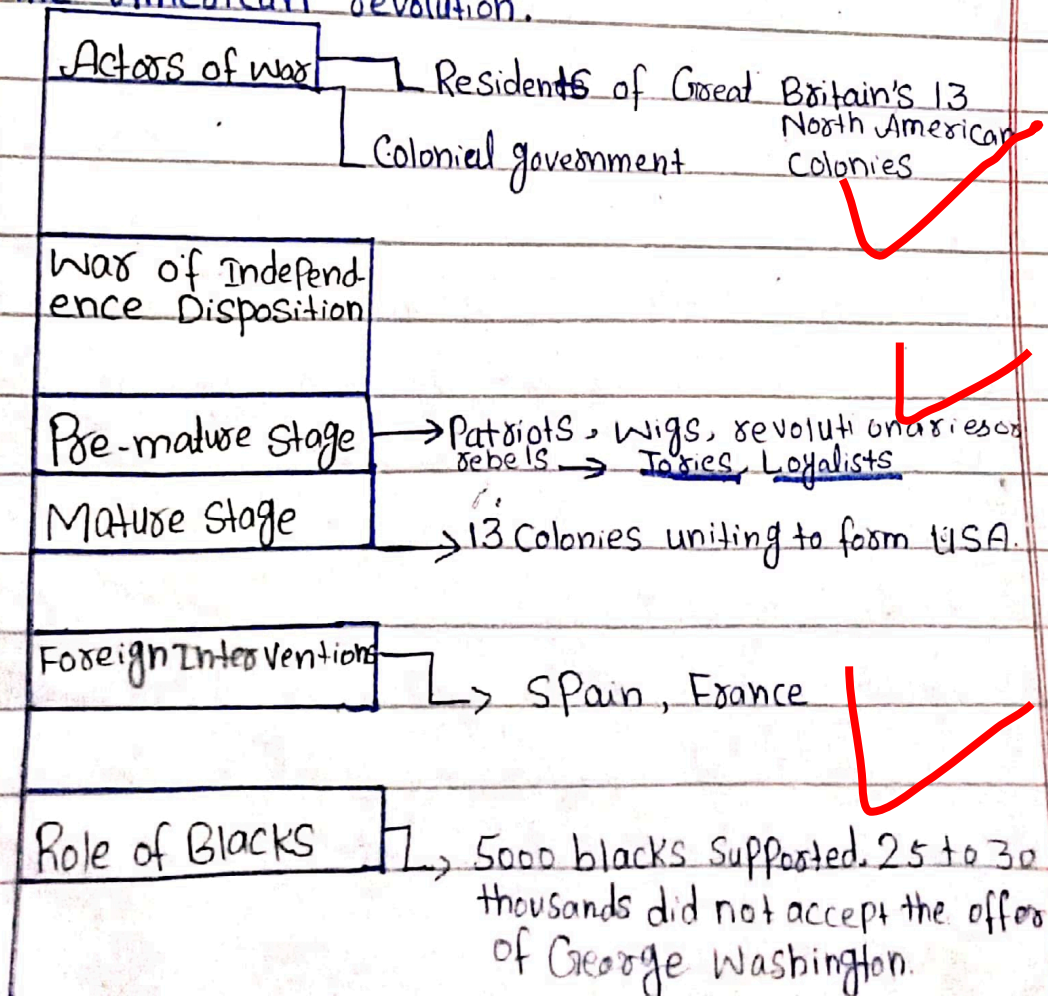 revolution.
Actors of war
Residents of Great Britain's 13
North American
Colonies
Colonial government
War of Independ-
ence Disposition
Pre-mature Stage
Patriots, Wigs, revolutionaries or
rebels → Tories, Loyalists
Mature Stage
→ 13 Colonies uniting to form USA.
Foreign Interventions
Spain, France
Role of Blacks
5000 blacks Supported. 25 to 30
thousands did not accept the offer
of George Washington.